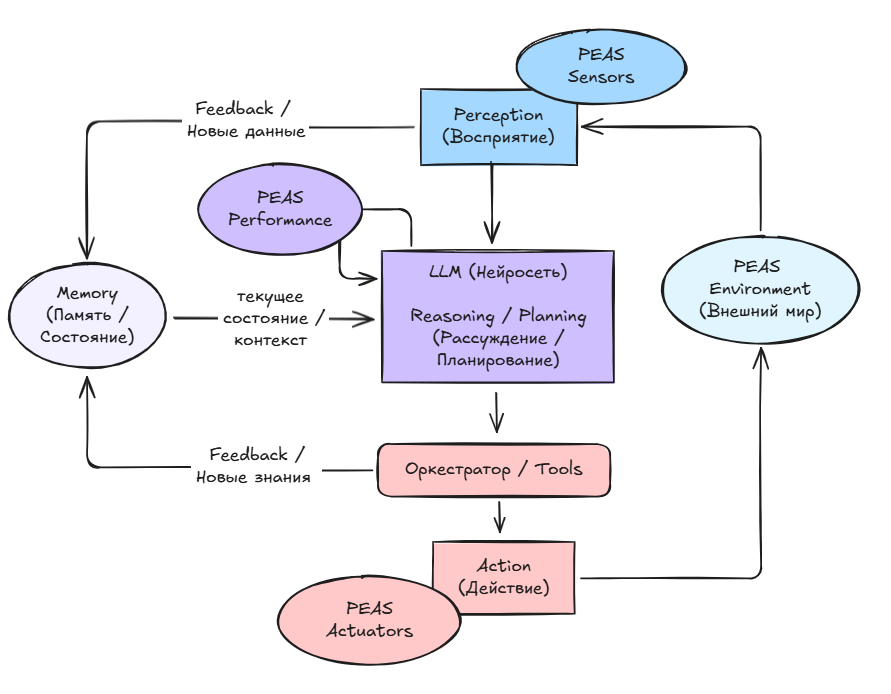 PEAS
Sensors
Perception
(Восприятие)
Feedback /
Новые данные
PEAS
Performance
LLM (Нейросеть)
Reasoning / Planning
(Рассуждение /
Планирование)
PEAS
Environment
(Внешний мир)
Memory
(Память /
Состояние)
текущее
состояние /
контекст
Feedback /
Новые знания
Оркестратор / Tools
Action
(Действие)
PEAS
Actuators